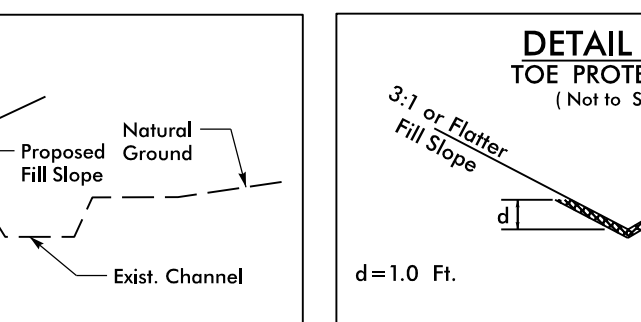 Natural
Ground
Proposed
Fill Slope
Exist. Channel
DETAIL
TOE PROTE
( Not to S
3:1 or Flatter
Fill Slope
d
d=1.0 Ft.